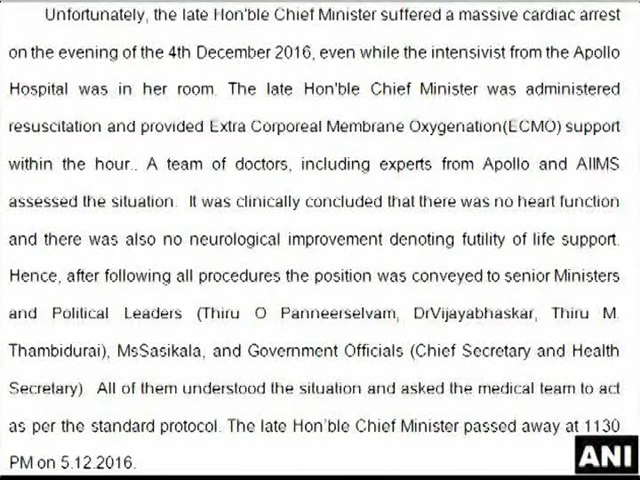 Unfortunately, the late Hon'ble Chief Minister suffered a massive cardiac arrest
on the evening of the 4th December 2016, even while the intensivist from the Apollo
Hospital was in her room. The late Hon'ble Chief Minister was administered
resuscitation and provided Extra Corporeal Membrane Oxygenation(ECMO) support
within the hour.. A team of doctors, including experts from Apollo and AIIMS
assessed the situation. It was clinically concluded that there was no heart function
and there was also no neurological improvement denoting futility of life support.
Hence, after following all procedures the position was conveyed to senior Ministers
and Political Leaders (Thiru O Panneerselvam, DrVijayabhaskar, Thiru M.
Thambidurai), MsSasikala, and Government Officials (Chief Secretary and Health
Secretary). All of them understood the situation and asked the medical team to act
as per the standard protocol. The late Hon'ble Chief Minister passed away at 1130
PM on 5.12.2016.
ANI